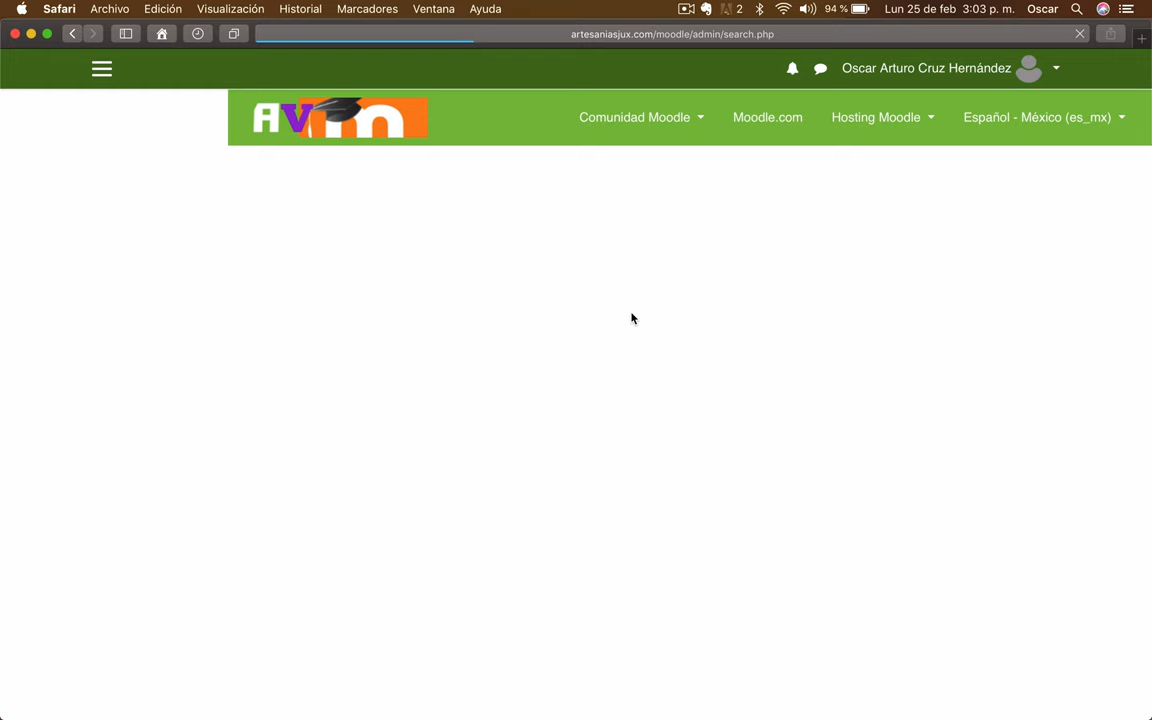 Safari Archivo Edición Visualización Historial Marcadores Ventana Ayuda 2 94 % Lun 25 de feb 3:03 p. m. Oscar
artesaniasjux.com/moodle/admin/search.php
Oscar Arturo Cruz Hernández
AVm Comunidad Moodle Moodle.com Hosting Moodle Español - México (es_mx)